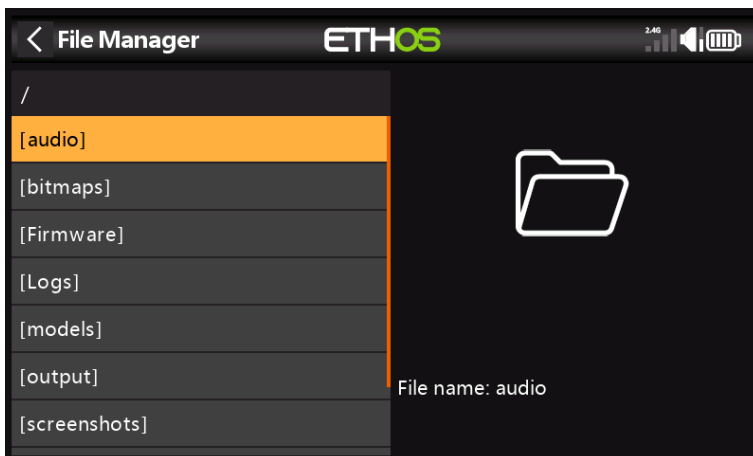 File Manager
ETHOS
2.4G
/
[audio]
[bitmaps]
[Firmware]
[Logs]
[models]
[output]
[screenshots]
File name: audio